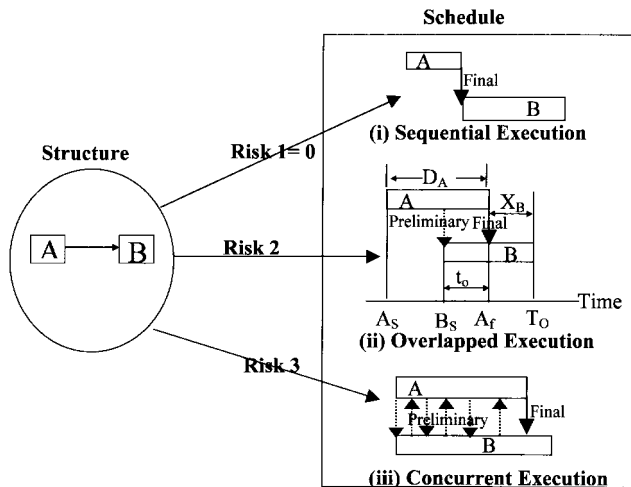 Schedule
A
Final
B
(i) Sequential Execution
Structure
A
B
Risk 1= 0
Risk 2
Risk 3
D_A
A
X_B
Preliminary
Final
B
t_o
Time
A_S
B_S
A_f
T_O
(ii) Overlapped Execution
A
Preliminary
Final
B
(iii) Concurrent Execution